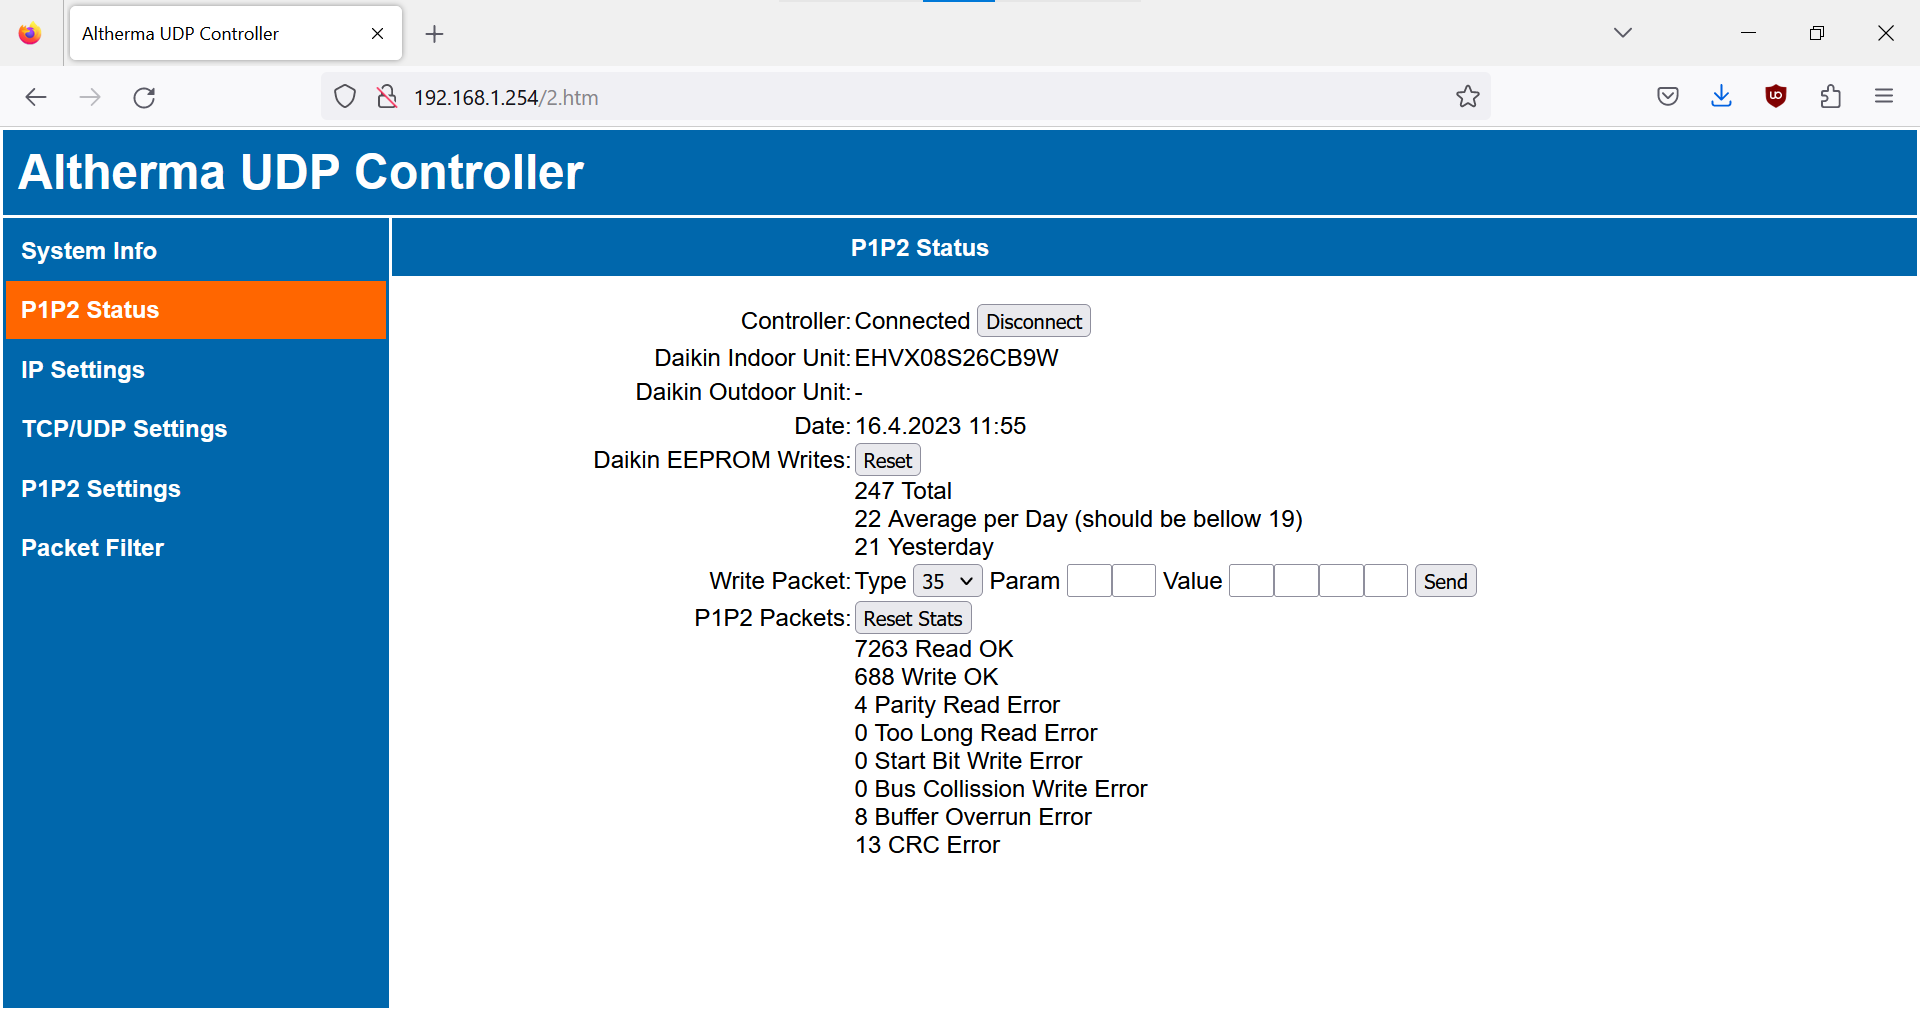 Altherma UDP Controller
192.168.1.254/2.htm
Altherma UDP Controller
System Info
P1P2 Status
IP Settings
TCP/UDP Settings
P1P2 Settings
Packet Filter
P1P2 Status
Controller: Connected Disconnect
Daikin Indoor Unit: EHVX08S26CB9W
Daikin Outdoor Unit: -
Date: 16.4.2023 11:55
Daikin EEPROM Writes: Reset
247 Total
22 Average per Day (should be bellow 19)
21 Yesterday
Write Packet: Type 35 Param Value Send
P1P2 Packets: Reset Stats
7263 Read OK
688 Write OK
4 Parity Read Error
0 Too Long Read Error
0 Start Bit Write Error
0 Bus Collission Write Error
8 Buffer Overrun Error
13 CRC Error